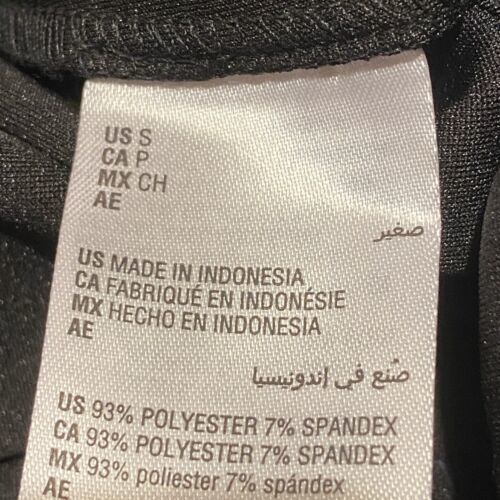 US S
CA P
MX CH
AE
صغير
US MADE IN INDONESIA
CA FABRIQUÉ EN INDONÉSIE
MX HECHO EN INDONESIA
AE
صُنع في إندونيسيا
US 93% POLYESTER 7% SPANDEX
CA 93% POLYESTER 7% SPANDEX
MX 93% poliester 7% spándex
AE